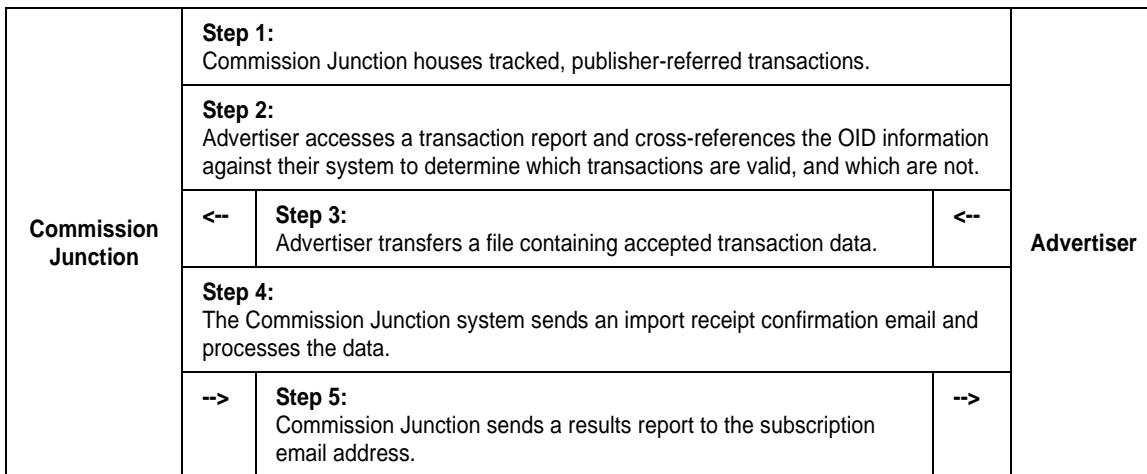 Step 1:
Commission Junction houses tracked, publisher-referred transactions.
Step 2:
Advertiser accesses a transaction report and cross-references the OID information
against their system to determine which transactions are valid, and which are not.
Commission
Junction
<--
Step 3:
Advertiser transfers a file containing accepted transaction data.
<--
Advertiser
Step 4:
The Commission Junction system sends an import receipt confirmation email and
processes the data.
-->
Step 5:
Commission Junction sends a results report to the subscription
email address.
-->